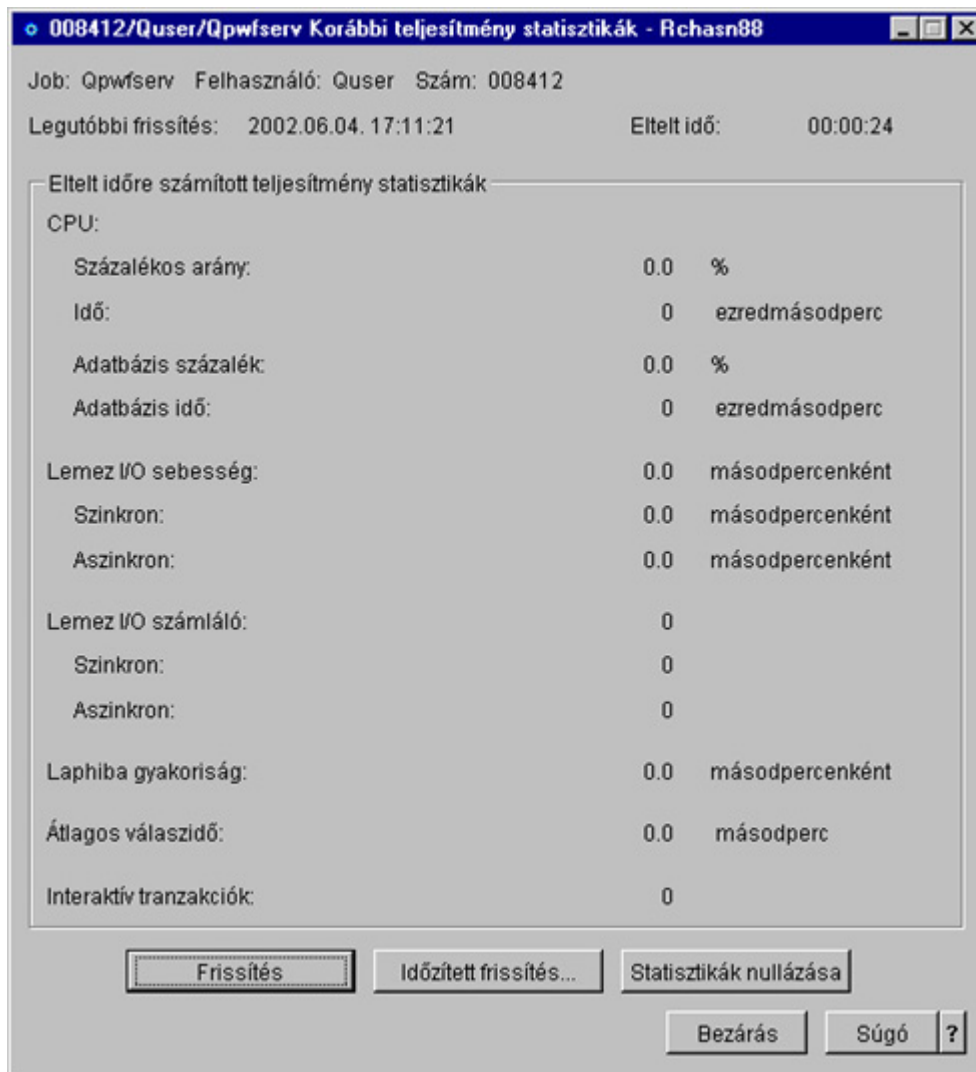 008412/Quser/Qpwfserv Korábbi teljesítmény statisztikák - Rchasn88
Job: Qpwfserv Felhasználó: Quser Szám: 008412
Legutóbbi frissítés: 2002.06.04. 17:11:21 Eltelt idő: 00:00:24
Eltelt időre számított teljesítmény statisztikák
CPU:
Százalékos arány: 0.0 %
Idő: 0 ezredmásodperc
Adatbázis százalék: 0.0 %
Adatbázis idő: 0 ezredmásodperc
Lemez I/O sebesség: 0.0 másodpercenként
Szinkron: 0.0 másodpercenként
Aszinkron: 0.0 másodpercenként
Lemez I/O számláló: 0
Szinkron: 0
Aszinkron: 0
Laphiba gyakoriság: 0.0 másodpercenként
Átlagos válaszidő: 0.0 másodperc
Interaktív tranzakciók: 0
Frissítés Időzített frissítés... Statisztikák nullázása
Bezárás Súgó ?